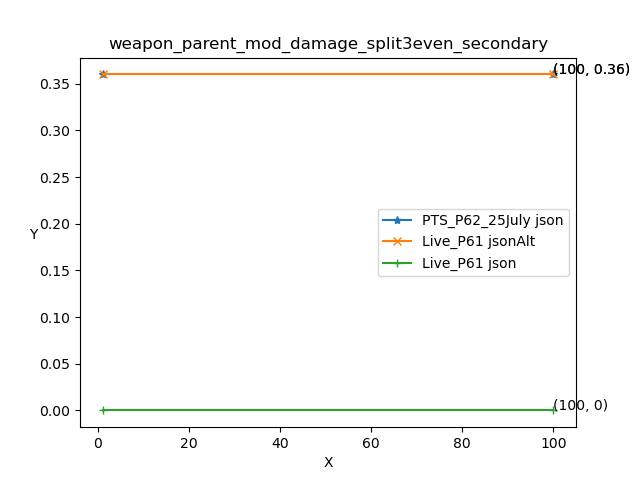 weapon_parent_mod_damage_split3even_secondary
(100, 0.36)
0.35
0.30
0.25
Y
0.20
0.15
0.10
0.05
0.00
PTS_P62_25July json
Live_P61 jsonAlt
Live_P61 json
(100, 0)
0
20
40
60
80
100
X